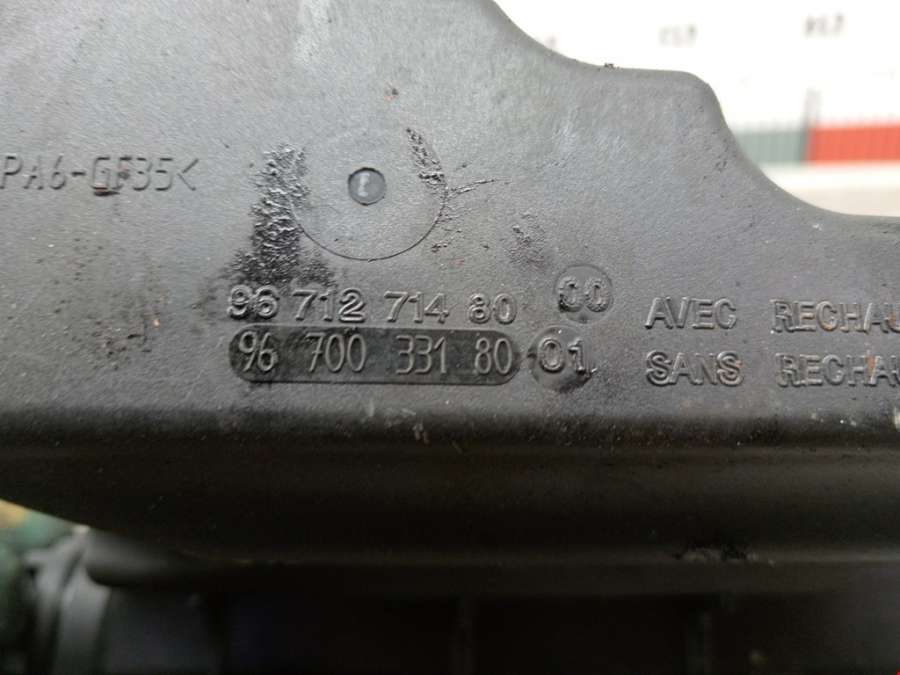 PA6-GF35<
96 712 714 80 00 AVEC RECHAU
96 700 331 80 01 SANS RECHAU